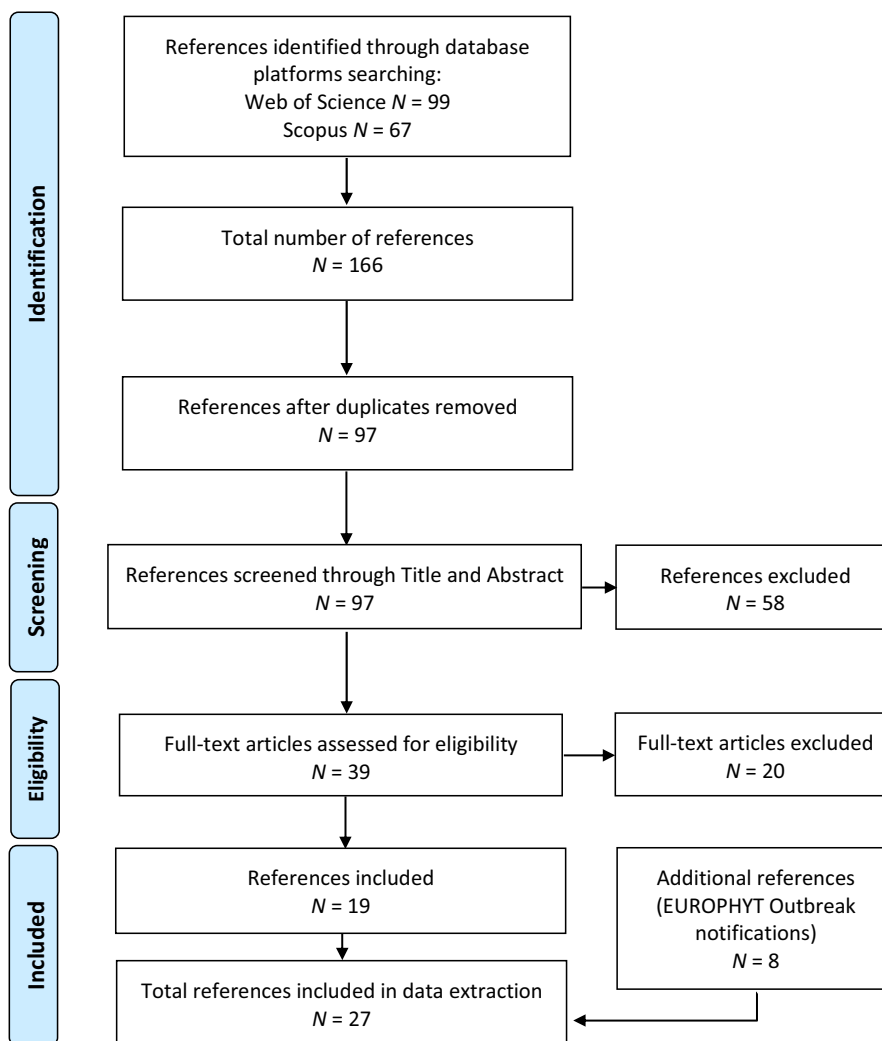 Identification
References identified through database
platforms searching:
Web of Science N = 99
Scopus N = 67
Total number of references
N = 166
References after duplicates removed
N = 97
Screening
References screened through Title and Abstract
N = 97
References excluded
N = 58
Eligibility
Full-text articles assessed for eligibility
N = 39
Full-text articles excluded
N = 20
Included
References included
N = 19
Additional references
(EUROPHYT Outbreak
notifications)
N = 8
Total references included in data extraction
N = 27